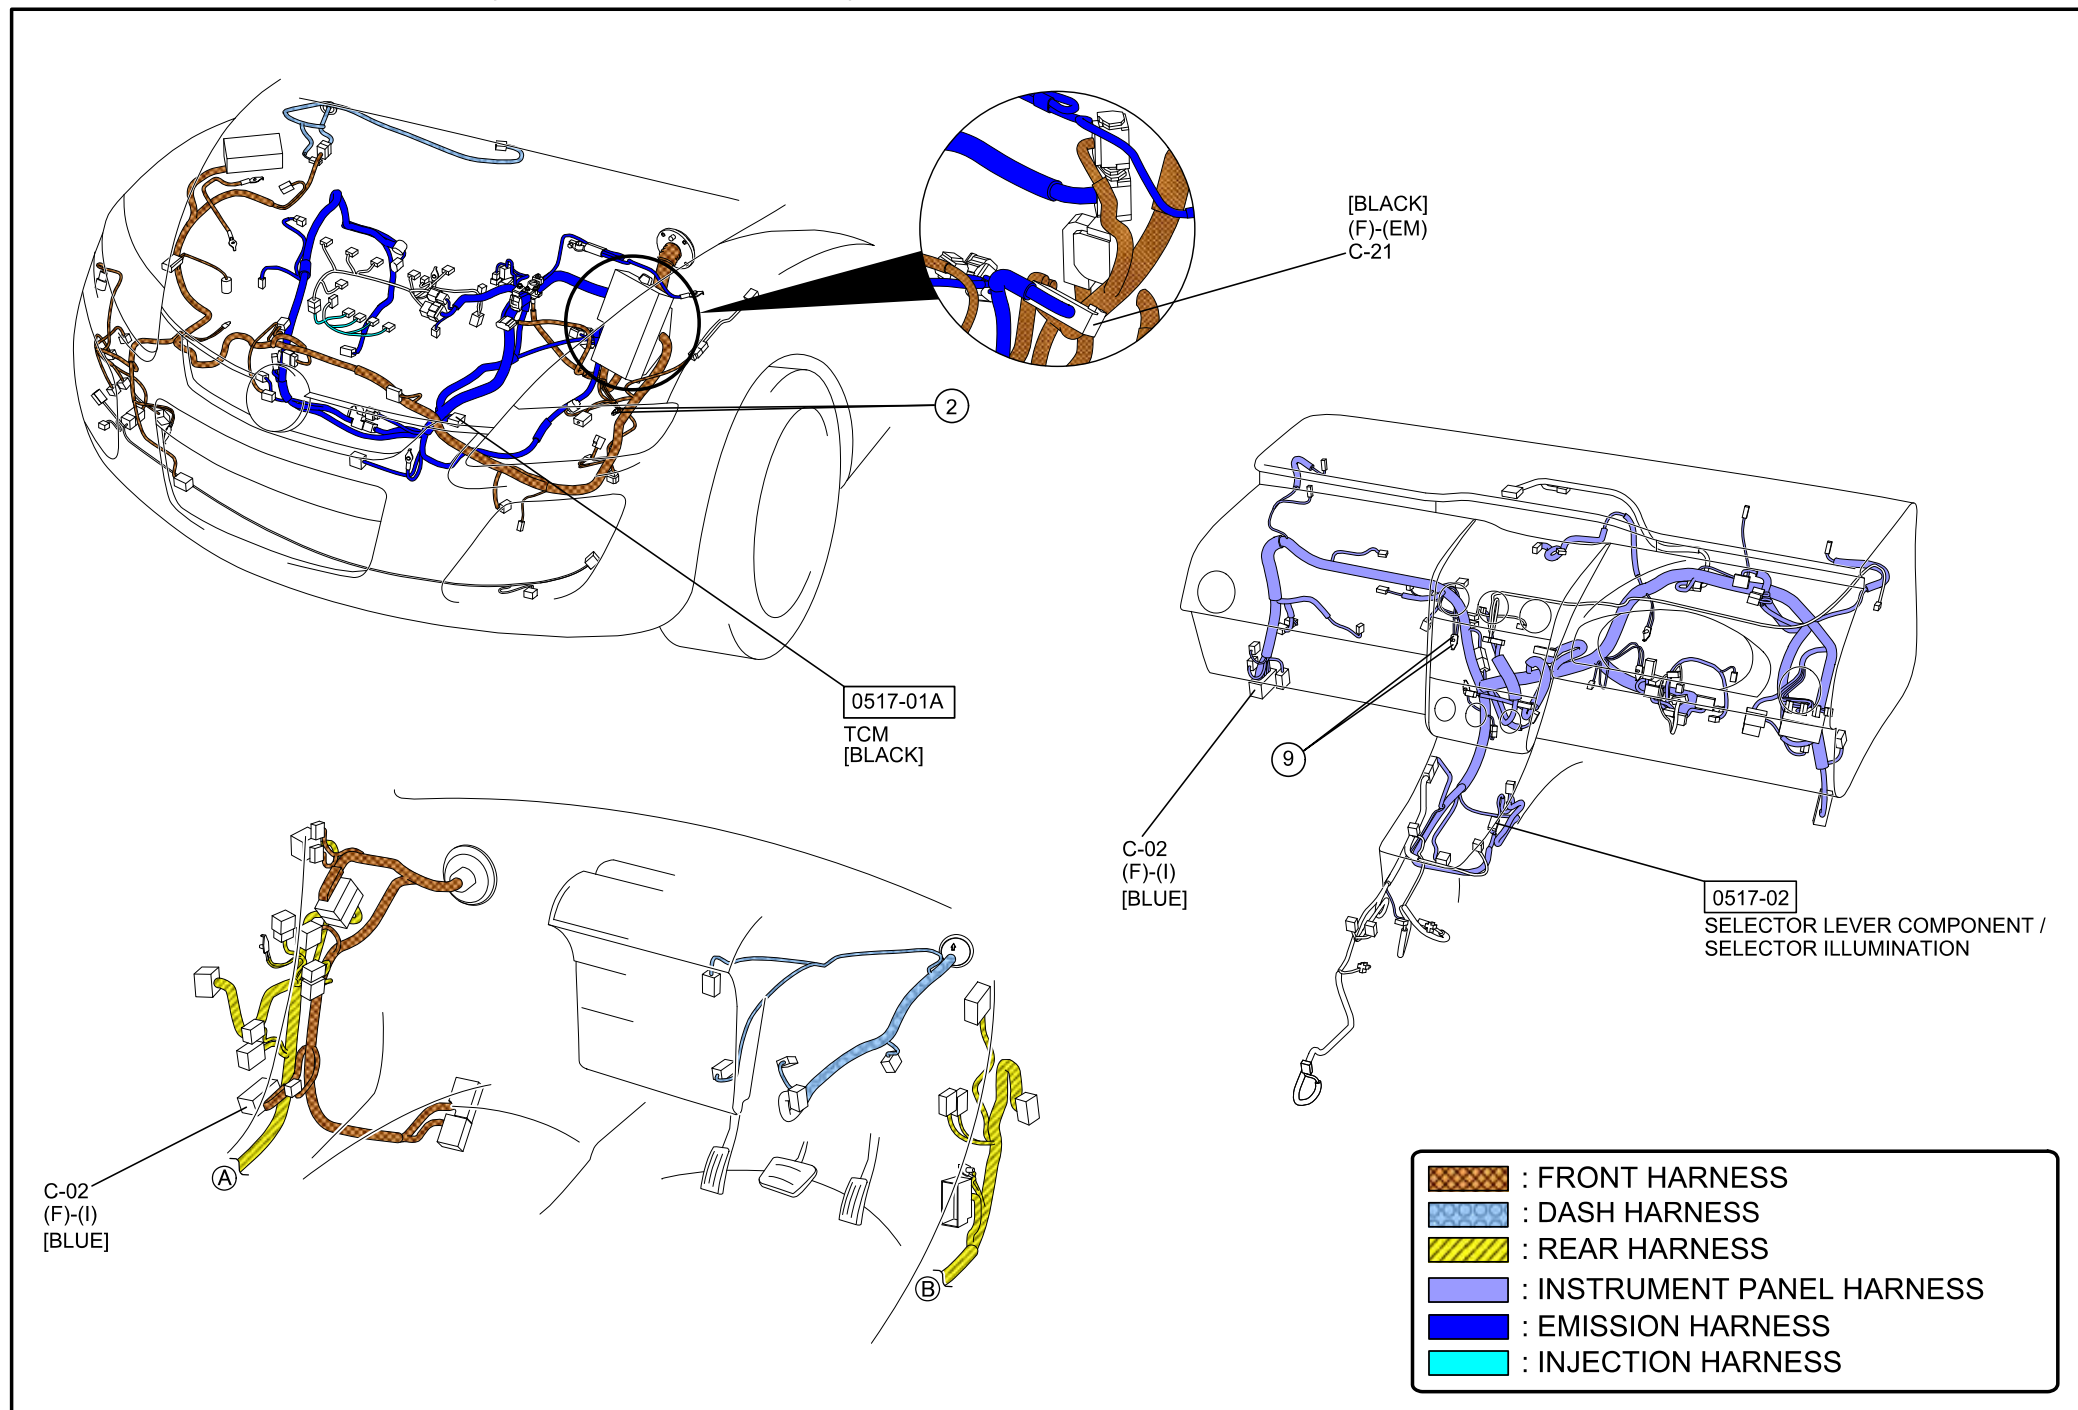 [BLACK]
(F)-(EM)
C-21
2
0517-01A
TCM
[BLACK]
9
C-02
(F)-(I)
[BLUE]
0517-02
SELECTOR LEVER COMPONENT /
SELECTOR ILLUMINATION
C-02
(F)-(I)
[BLUE]
A
B
: FRONT HARNESS
: DASH HARNESS
: REAR HARNESS
: INSTRUMENT PANEL HARNESS
: EMISSION HARNESS
: INJECTION HARNESS